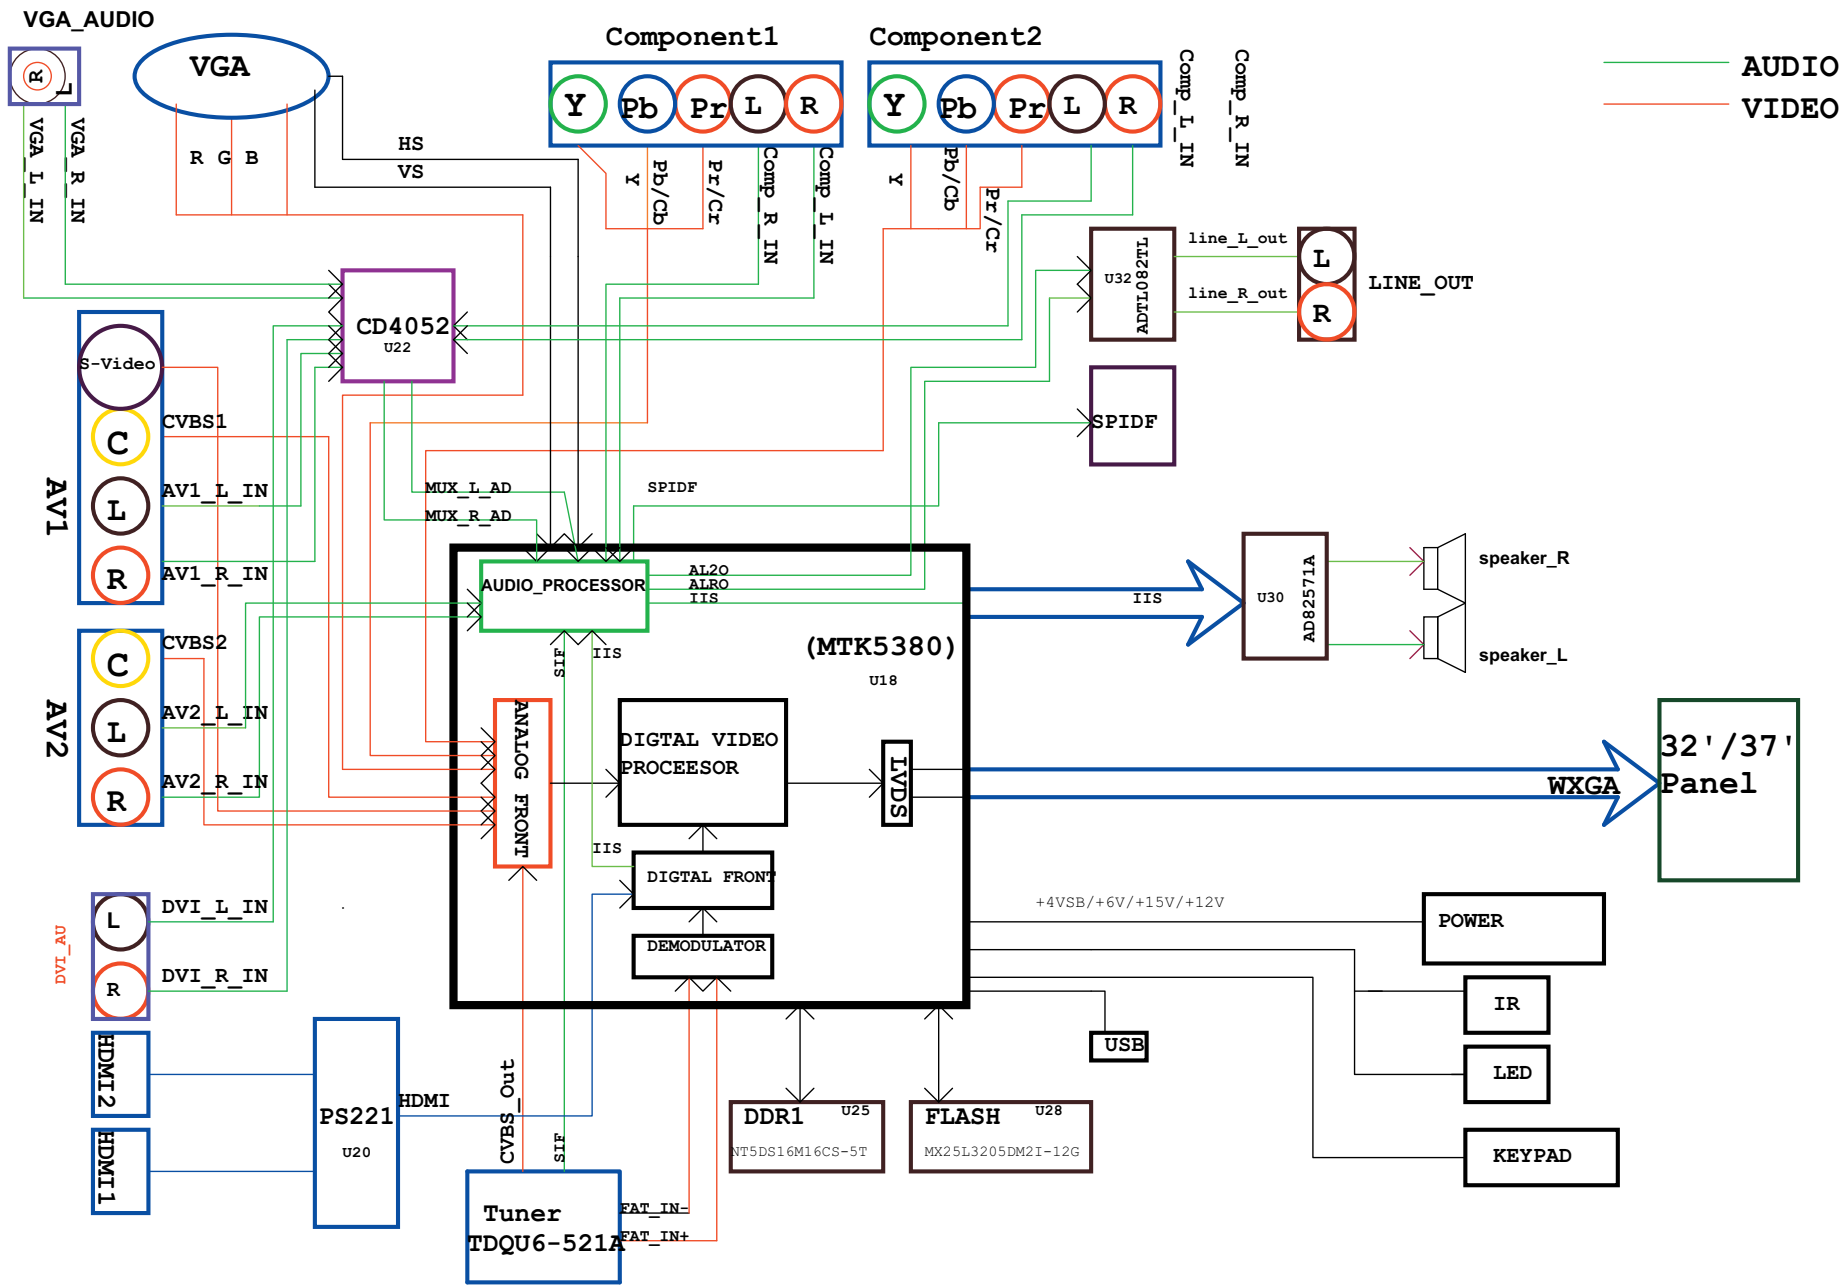 VGA_AUDIO
R
L
VGA
Component1
Y
Pb
Pr
L
R
Component2
Y
Pb
Pr
L
R
Comp_L_IN
Comp_R_IN
AUDIO
VIDEO
VGA_L_IN
VGA_R_IN
R G B
HS
VS
Y
Pb/Cb
Pr/Cr
Comp_R_IN
Comp_L_IN
Y
Pb/Cb
Pr/Cr
U32
ADTL082TL
line_L_out
line_R_out
L
R
LINE_OUT
CD4052
U22
S-Video
C
L
R
AV1
CVBS1
AV1_L_IN
AV1_R_IN
MUX_L_AD
MUX_R_AD
SPIDF
SPIDF
AUDIO_PROCESSOR
AL2O
ALRO
IIS
IIS
U30
AD82571A
speaker_R
speaker_L
C
L
R
AV2
CVBS2
AV2_L_IN
AV2_R_IN
SIF
IIS
(MTK5380)
U18
ANALOG FRONT
DIGTAL VIDEO
PROCEESOR
LVDS
WXGA
32'/37'
Panel
IIS
DIGTAL FRONT
DEMODULATOR
DVI_AU
L
R
DVI_L_IN
DVI_R_IN
+4VSB/+6V/+15V/+12V
POWER
IR
LED
KEYPAD
USB
HDMI2
HDMI1
PS221
U20
HDMI
CVBS_Out
SIF
DDR1
U25
NT5DS16M16CS-5T
FLASH
U28
MX25L3205DM2I-12G
Tuner
TDQU6-521A
FAT_IN-
FAT_IN+